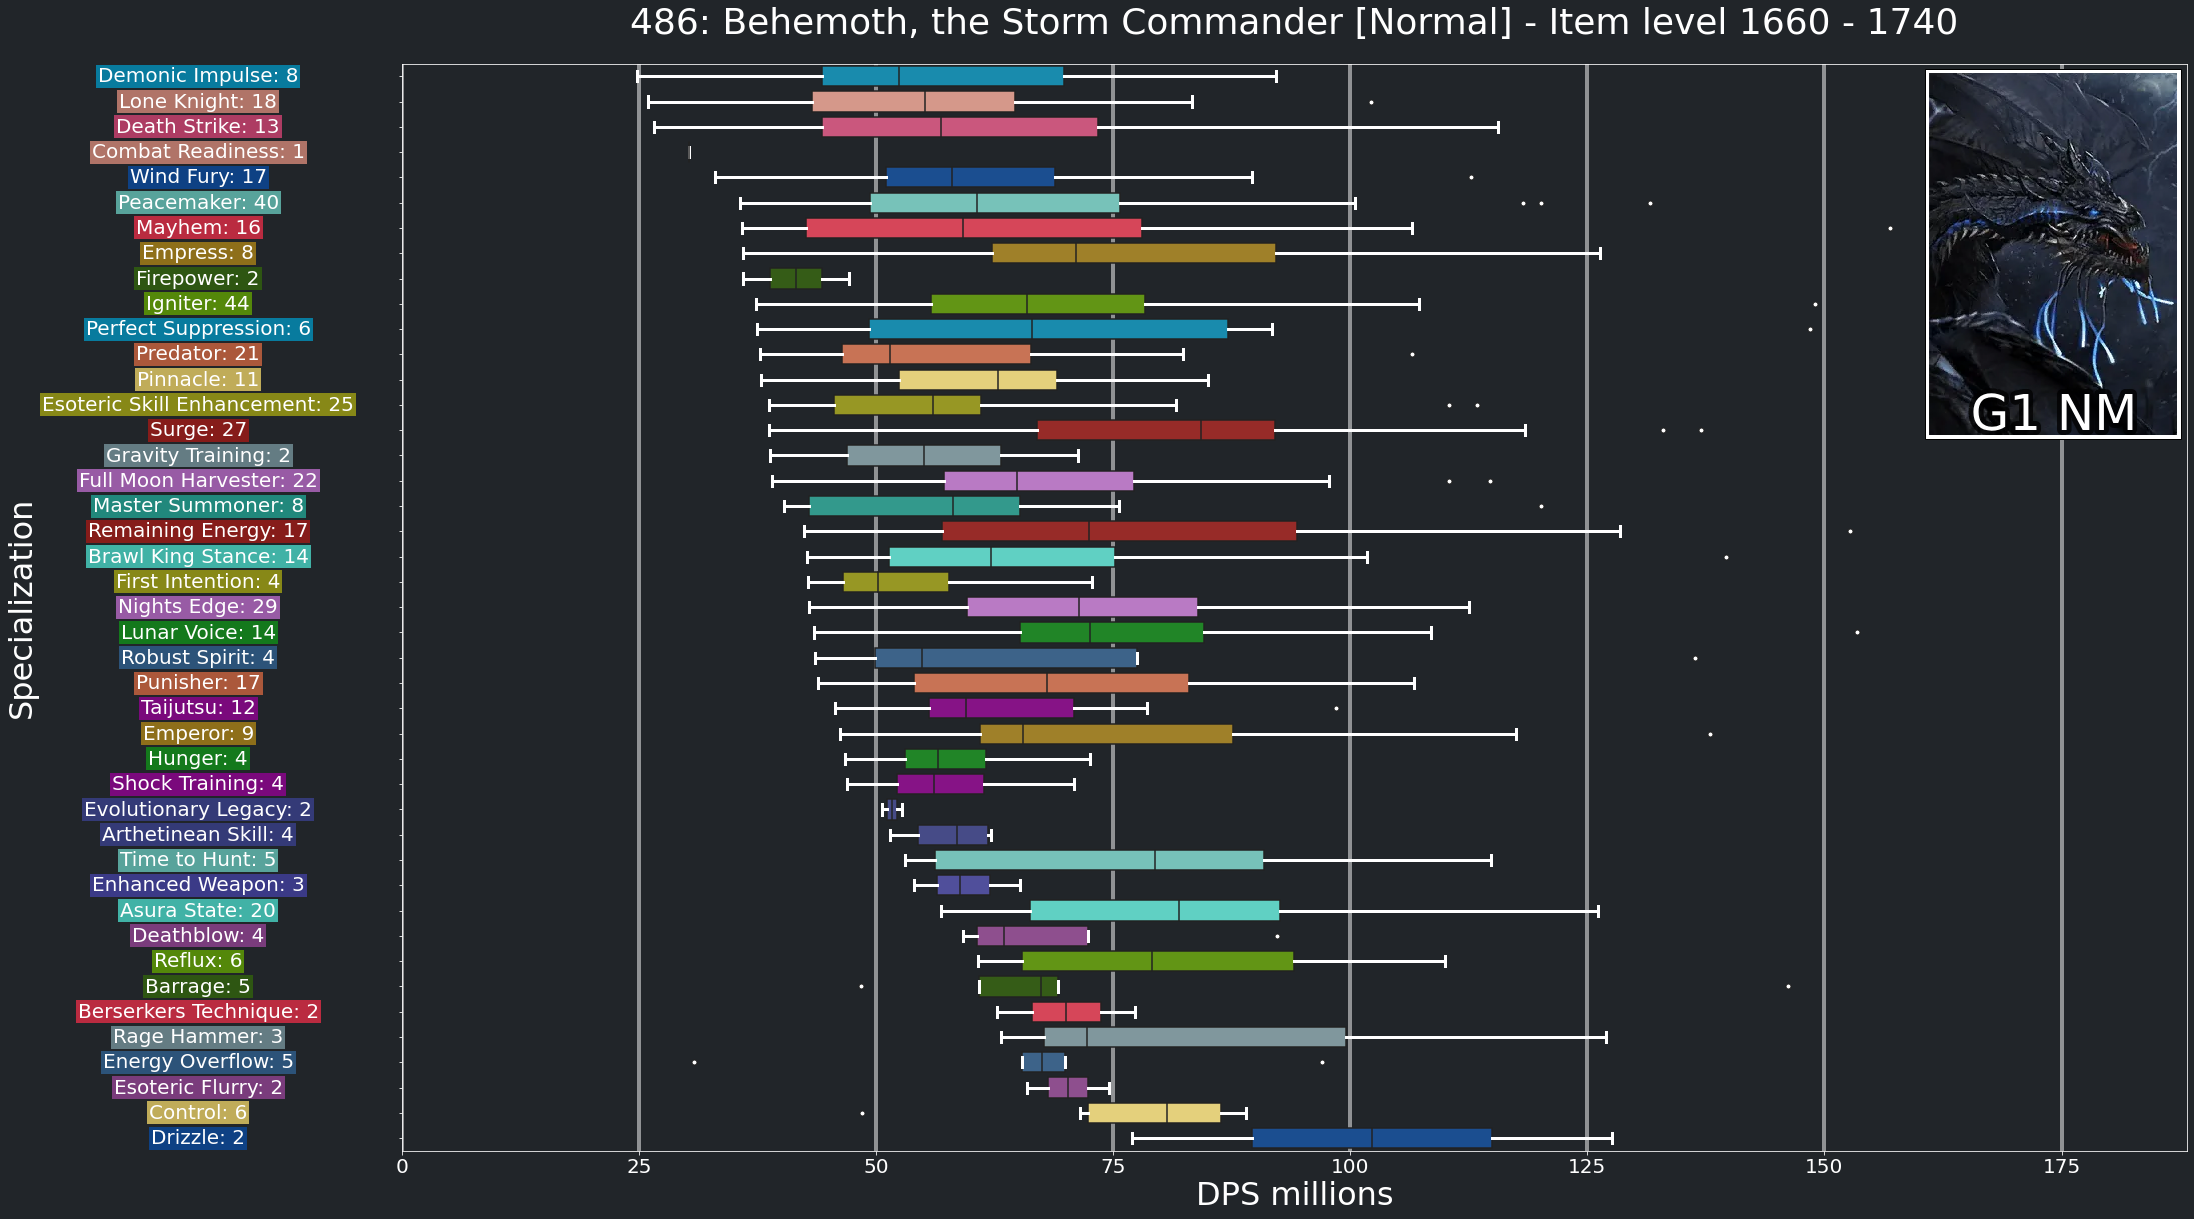 486: Behemoth, the Storm Commander [Normal] - Item level 1660 - 1740
Demonic Impulse: 8
Lone Knight: 18
Death Strike: 13
Combat Readiness: 1
Wind Fury: 17
Peacemaker: 40
Mayhem: 16
Empress: 8
Firepower: 2
Igniter: 44
Perfect Suppression: 6
Predator: 21
Pinnacle: 11
Esoteric Skill Enhancement: 25
Surge: 27
Gravity Training: 2
Full Moon Harvester: 22
Master Summoner: 8
Remaining Energy: 17
Brawl King Stance: 14
First Intention: 4
Nights Edge: 29
Lunar Voice: 14
Robust Spirit: 4
Punisher: 17
Taijutsu: 12
Emperor: 9
Hunger: 4
Shock Training: 4
Evolutionary Legacy: 2
Arthetinean Skill: 4
Time to Hunt: 5
Enhanced Weapon: 3
Asura State: 20
Deathblow: 4
Reflux: 6
Barrage: 5
Berserkers Technique: 2
Rage Hammer: 3
Energy Overflow: 5
Esoteric Flurry: 2
Control: 6
Drizzle: 2
Specialization
G1 NM
0 25 50 75 100 125 150 175
DPS millions